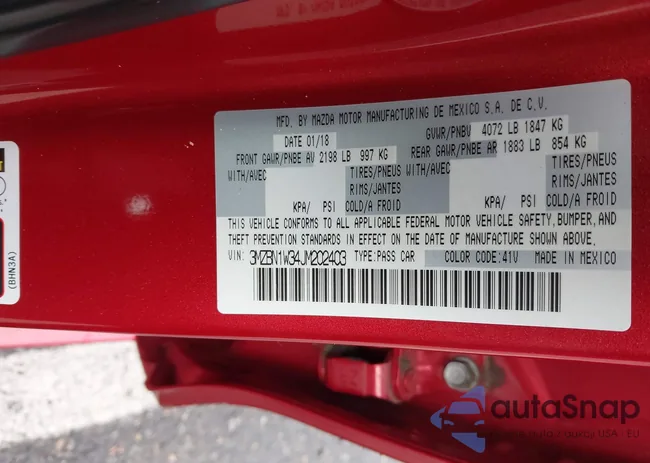 MFD. BY MAZDA MOTOR MANUFACTURING DE MEXICO S.A. DE C.V.
DATE 01/18 GVWR/PNBV 4072 LB 1847 KG
FRONT GAWR/PNBE AV 2198 LB 997 KG REAR GAWR/PNBE AR 1883 LB 854 KG
WITH/AVEC TIRES/PNEUS WITH/AVEC TIRES/PNEUS
RIMS/JANTES RIMS/JANTES
KPA/ PSI COLD/A FROID KPA/ PSI COLD/A FROID
THIS VEHICLE CONFORMS TO ALL APPLICABLE FEDERAL MOTOR VEHICLE SAFETY, BUMPER, AND
THEFT PREVENTION STANDARDS IN EFFECT ON THE DATE OF MANUFACTURE SHOWN ABOVE.
VIN: 3MZBN1W34JM202403 TYPE:PASS CAR COLOR CODE:41V MADE IN MEXICO
(BHN3A)
autaSnap
USA - EU